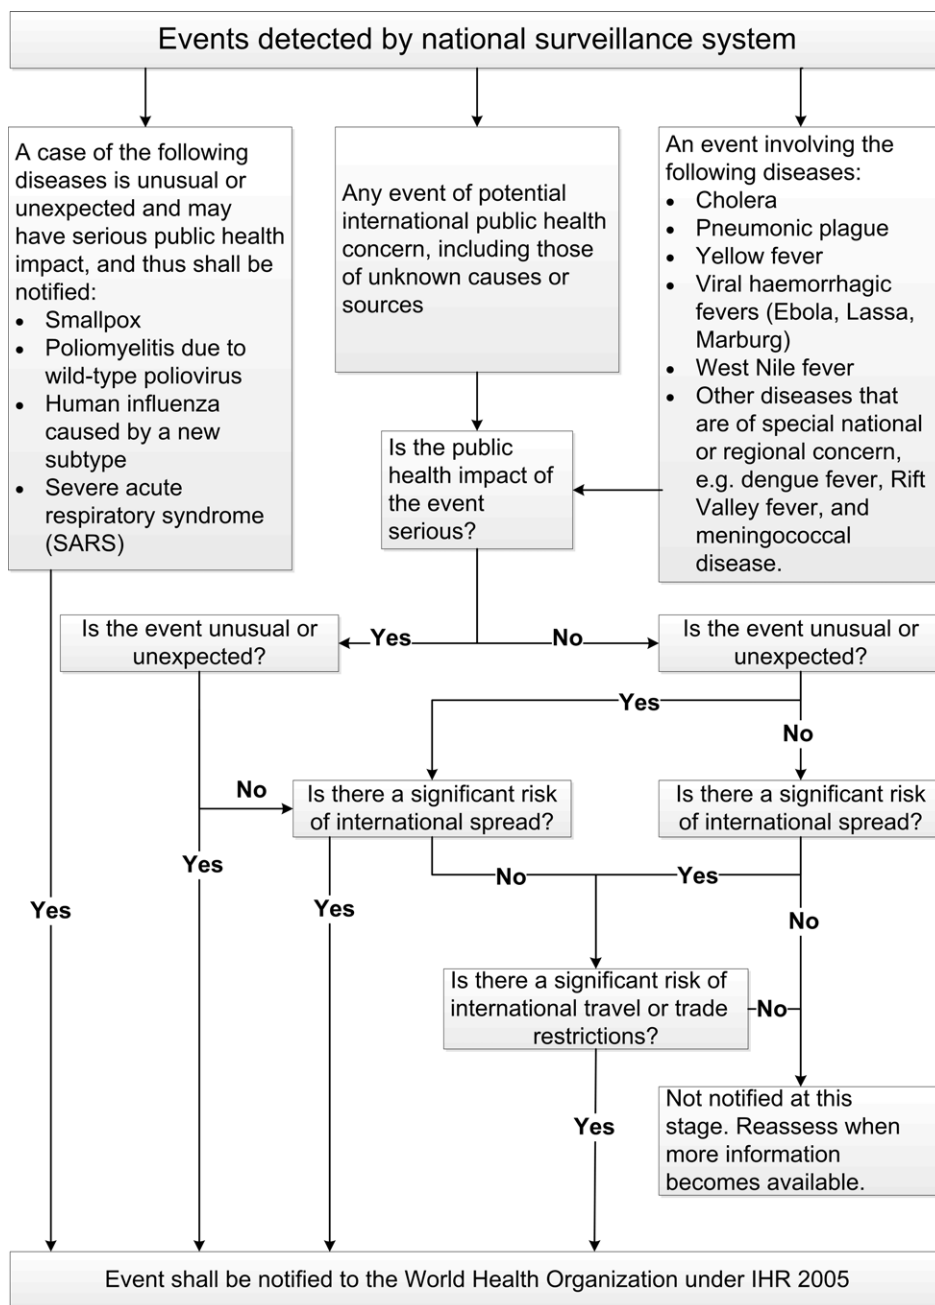 Events detected by national surveillance system
A case of the following
diseases is unusual or
unexpected and may
have serious public health
impact, and thus shall be
notified:
• Smallpox
• Poliomyelitis due to
wild-type poliovirus
• Human influenza
caused by a new
subtype
• Severe acute
respiratory syndrome
(SARS)
Any event of potential
international public health
concern, including those
of unknown causes or
sources
An event involving the
following diseases:
• Cholera
• Pneumonic plague
• Yellow fever
• Viral haemorrhagic
fevers (Ebola, Lassa,
Marburg)
• West Nile fever
• Other diseases that
are of special national
or regional concern,
e.g. dengue fever, Rift
Valley fever, and
meningococcal
disease.
Is the public
health impact of
the event
serious?
Is the event unusual or
unexpected?
Yes
No
Is the event unusual or
unexpected?
Yes
No
No
Is there a significant risk
of international spread?
Is there a significant risk
of international spread?
Yes
No
Yes
Yes
Yes
No
Is there a significant risk of
international travel or trade
restrictions?
No
Yes
Not notified at this
stage. Reassess when
more information
becomes available.
Event shall be notified to the World Health Organization under IHR 2005